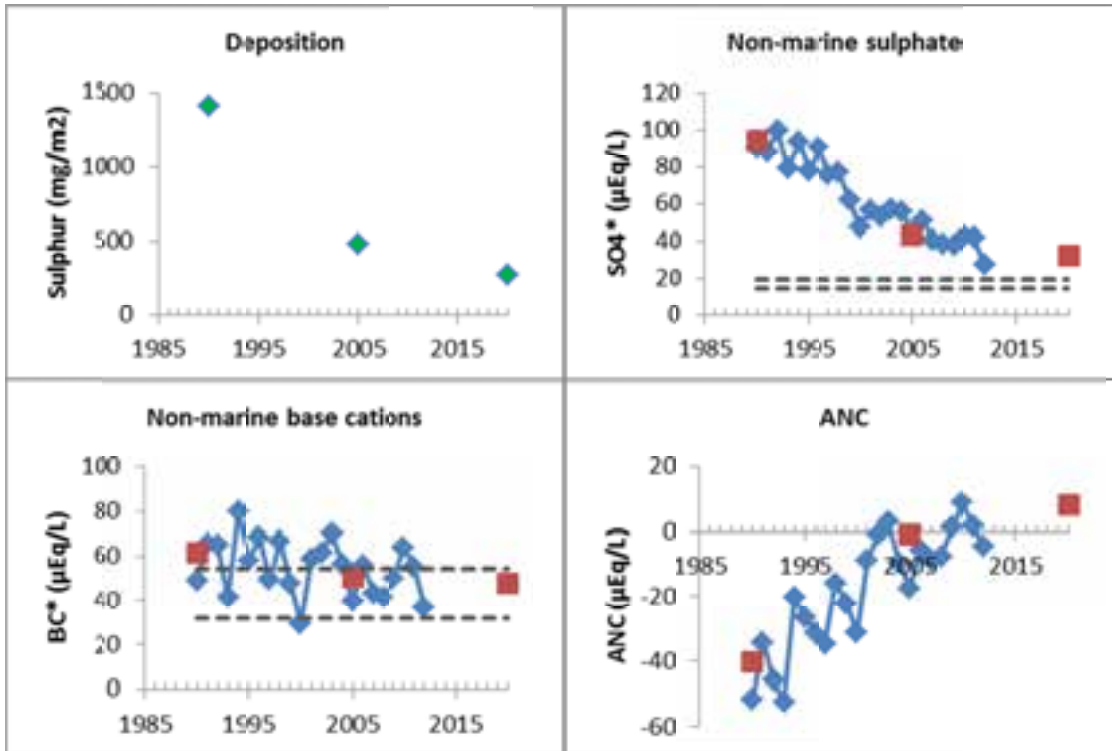 Deposition
Sulphur (mg/m2)
1500
1000
500
0
1985 1995 2005 2015
Non-marine sulphate
SO4* (µEq/L)
120
100
80
60
40
20
0
1985 1995 2005 2015
Non-marine base cations
BC* (µEq/L)
100
80
60
40
20
0
1985 1995 2005 2015
ANC
ANC (µEq/L)
20
0
-20
-40
-60
1985 1995 2005 2015